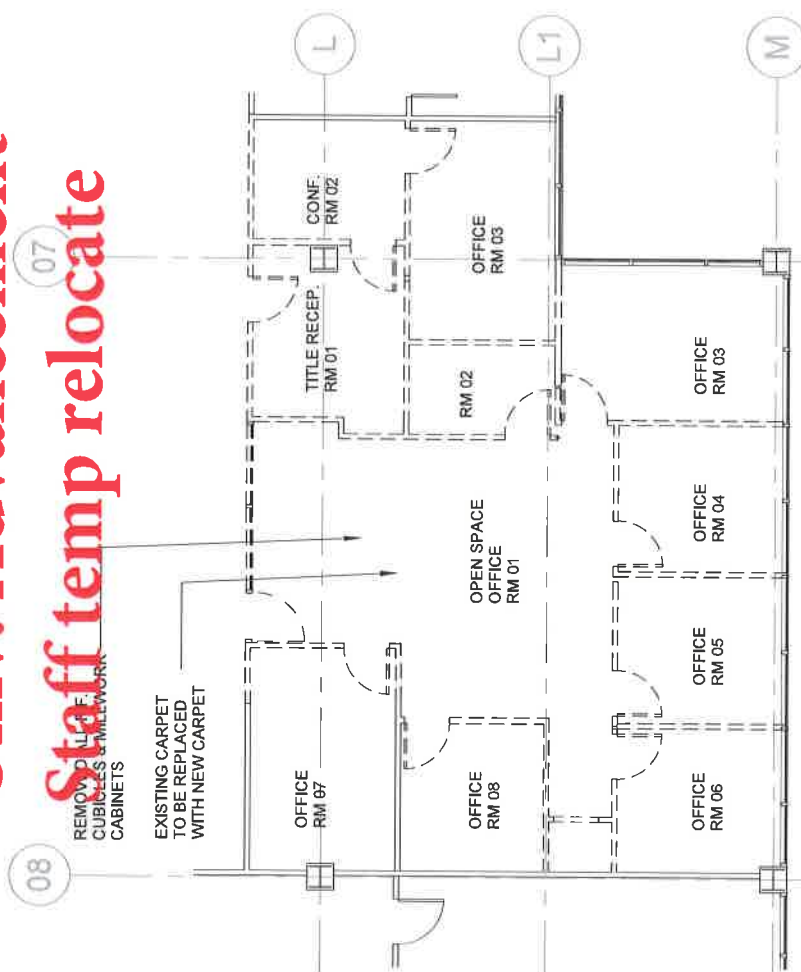 Staff temp relocate
07
08
L
L1
M
CUBICLES & MILLWORK
CABINETS
EXISTING CARPET
TO BE REPLACED
WITH NEW CARPET
TITLE RECEP.
RM 01
CONF.
RM 02
OFFICE
RM 03
RM 02
OPEN SPACE
OFFICE
RM 01
OFFICE
RM 07
OFFICE
RM 08
OFFICE
RM 06
OFFICE
RM 05
OFFICE
RM 04
OFFICE
RM 03